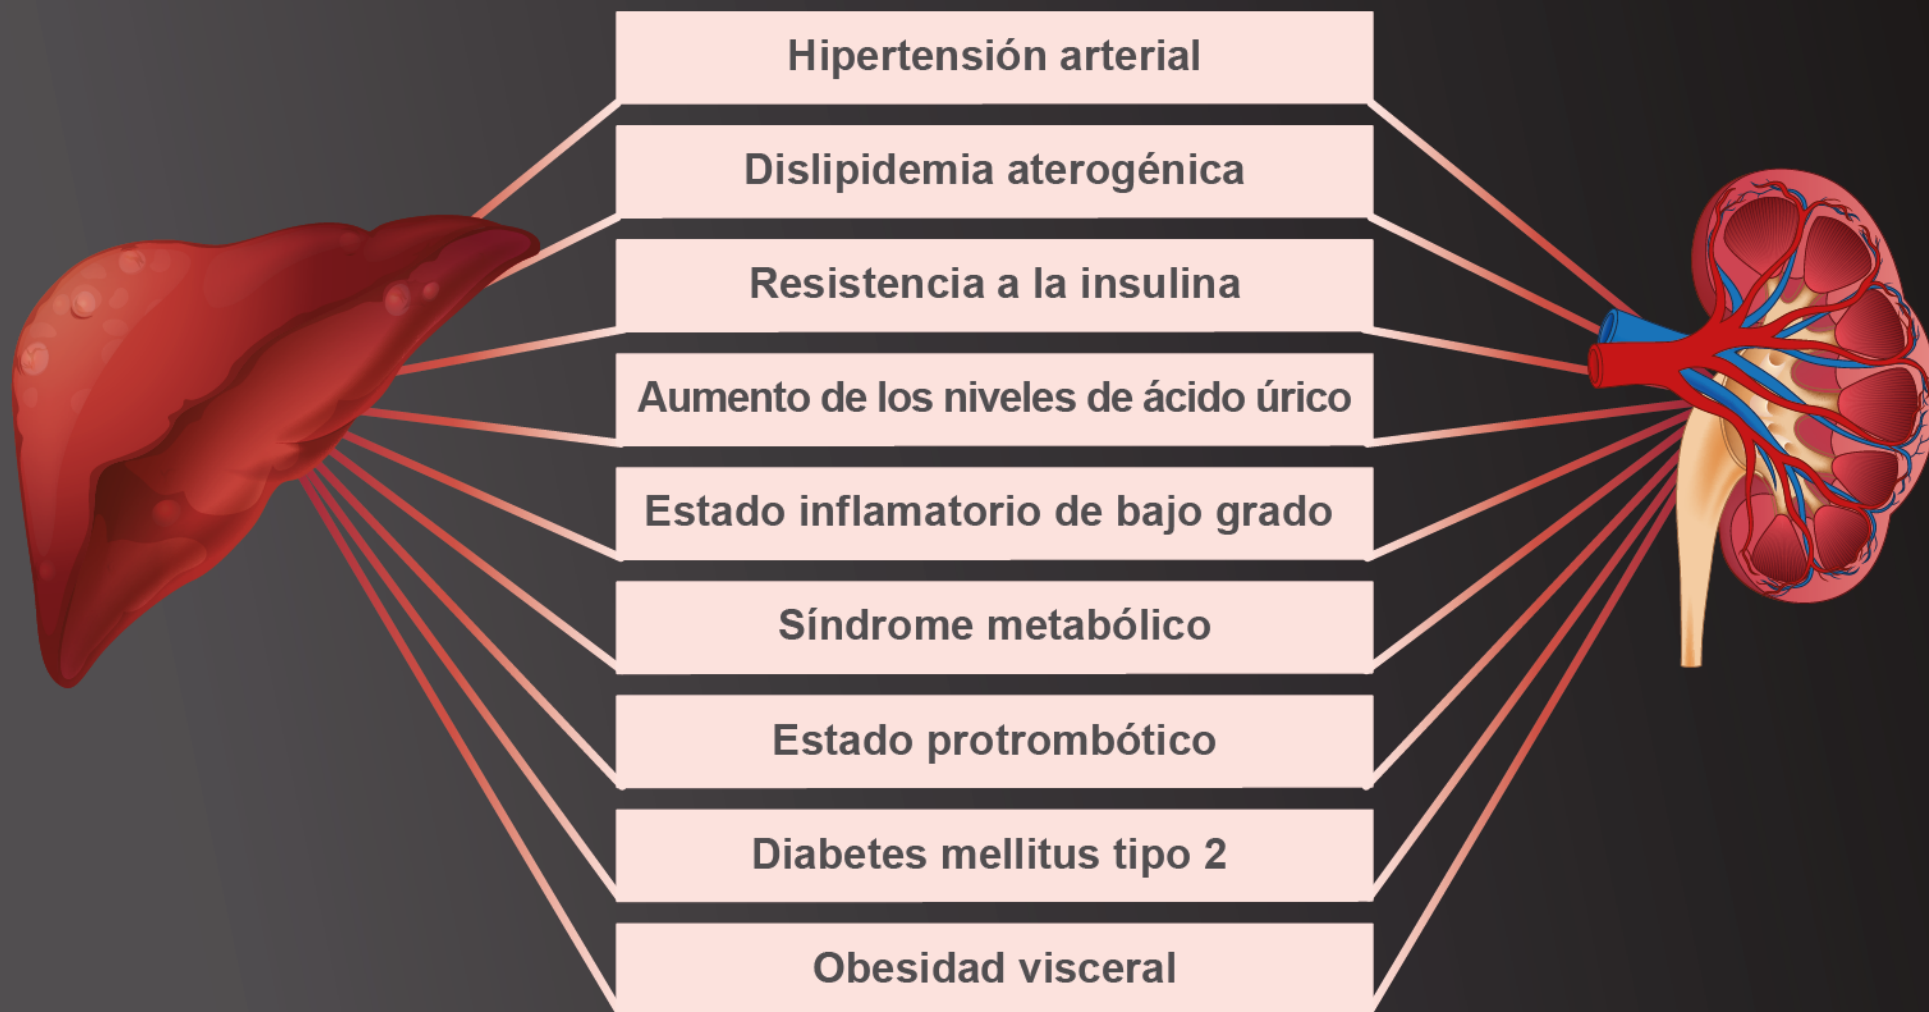 Hipertensión arterial
Dislipidemia aterogénica
Resistencia a la insulina
Aumento de los niveles de ácido úrico
Estado inflamatorio de bajo grado
Síndrome metabólico
Estado protrombótico
Diabetes mellitus tipo 2
Obesidad visceral